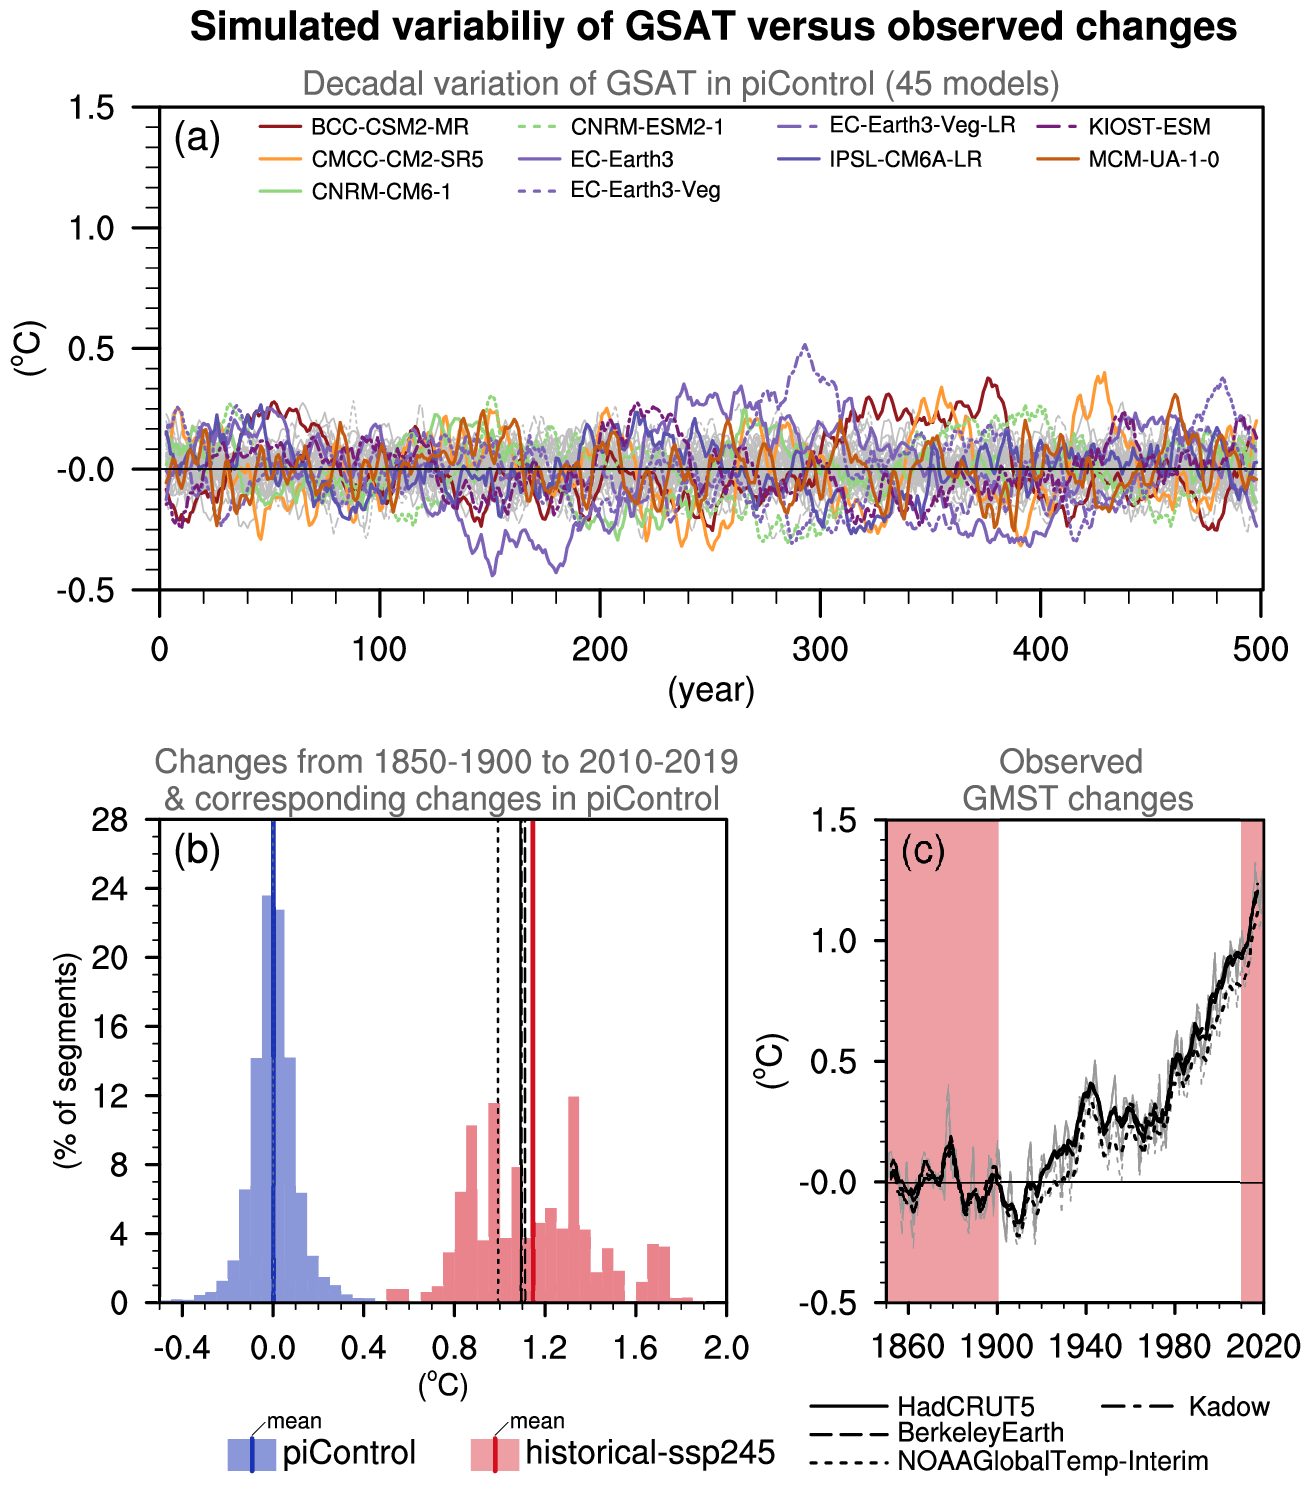 Simulated variabiliy of GSAT versus observed changes
Decadal variation of GSAT in piControl (45 models)
(a)
BCC-CSM2-MR
CMCC-CM2-SR5
CNRM-CM6-1
CNRM-ESM2-1
EC-Earth3
EC-Earth3-Veg
EC-Earth3-Veg-LR
IPSL-CM6A-LR
KIOST-ESM
MCM-UA-1-0
1.5
1.0
0.5
-0.0
-0.5
(°C)
0 100 200 300 400 500
(year)
Changes from 1850-1900 to 2010-2019
& corresponding changes in piControl
(b)
28
24
20
16
12
8
4
0
(% of segments)
-0.4 0.0 0.4 0.8 1.2 1.6 2.0
(°C)
mean
piControl
mean
historical-ssp245
Observed
GMST changes
(c)
1.5
1.0
0.5
-0.0
-0.5
(°C)
1860 1900 1940 1980 2020
HadCRUT5
BerkeleyEarth
NOAAGlobalTemp-Interim
Kadow